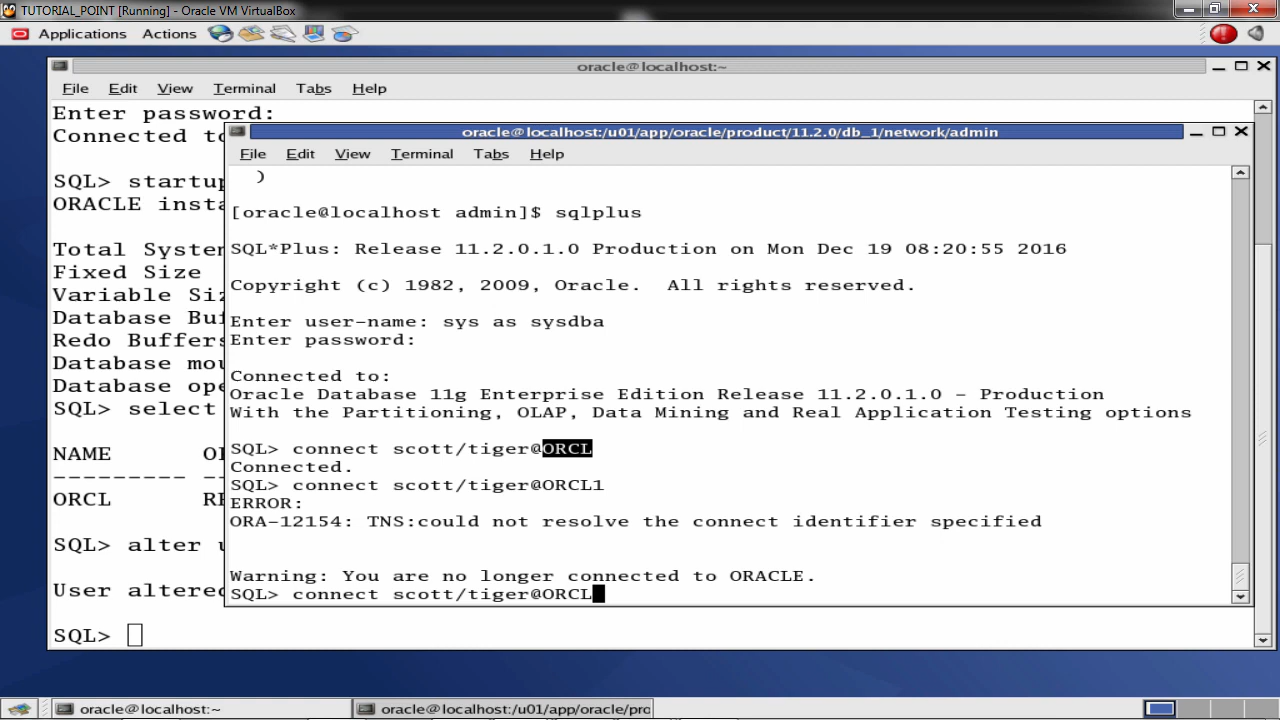 TUTORIAL_POINT [Running] - Oracle VM VirtualBox
Applications Actions
oracle@localhost:~
File Edit View Terminal Tabs Help
Enter password:
Connected to
SQL> startup
ORACLE insta
Total System
Fixed Size
Variable Siz
Database Buf
Redo Buffers
Database mou
Database ope
SQL> select
NAME
ORCL
SQL> alter u
User altered
SQL>
oracle@localhost:/u01/app/oracle/product/11.2.0/db_1/network/admin
File Edit View Terminal Tabs Help
)
[oracle@localhost admin]$ sqlplus
SQL*Plus: Release 11.2.0.1.0 Production on Mon Dec 19 08:20:55 2016
Copyright (c) 1982, 2009, Oracle. All rights reserved.
Enter user-name: sys as sysdba
Enter password:
Connected to:
Oracle Database 11g Enterprise Edition Release 11.2.0.1.0 - Production
With the Partitioning, OLAP, Data Mining and Real Application Testing options
SQL> connect scott/tiger@ORCL
Connected.
SQL> connect scott/tiger@ORCL1
ERROR:
ORA-12154: TNS:could not resolve the connect identifier specified
Warning: You are no longer connected to ORACLE.
SQL> connect scott/tiger@ORCL
oracle@localhost:~
oracle@localhost:/u01/app/oracle/pro